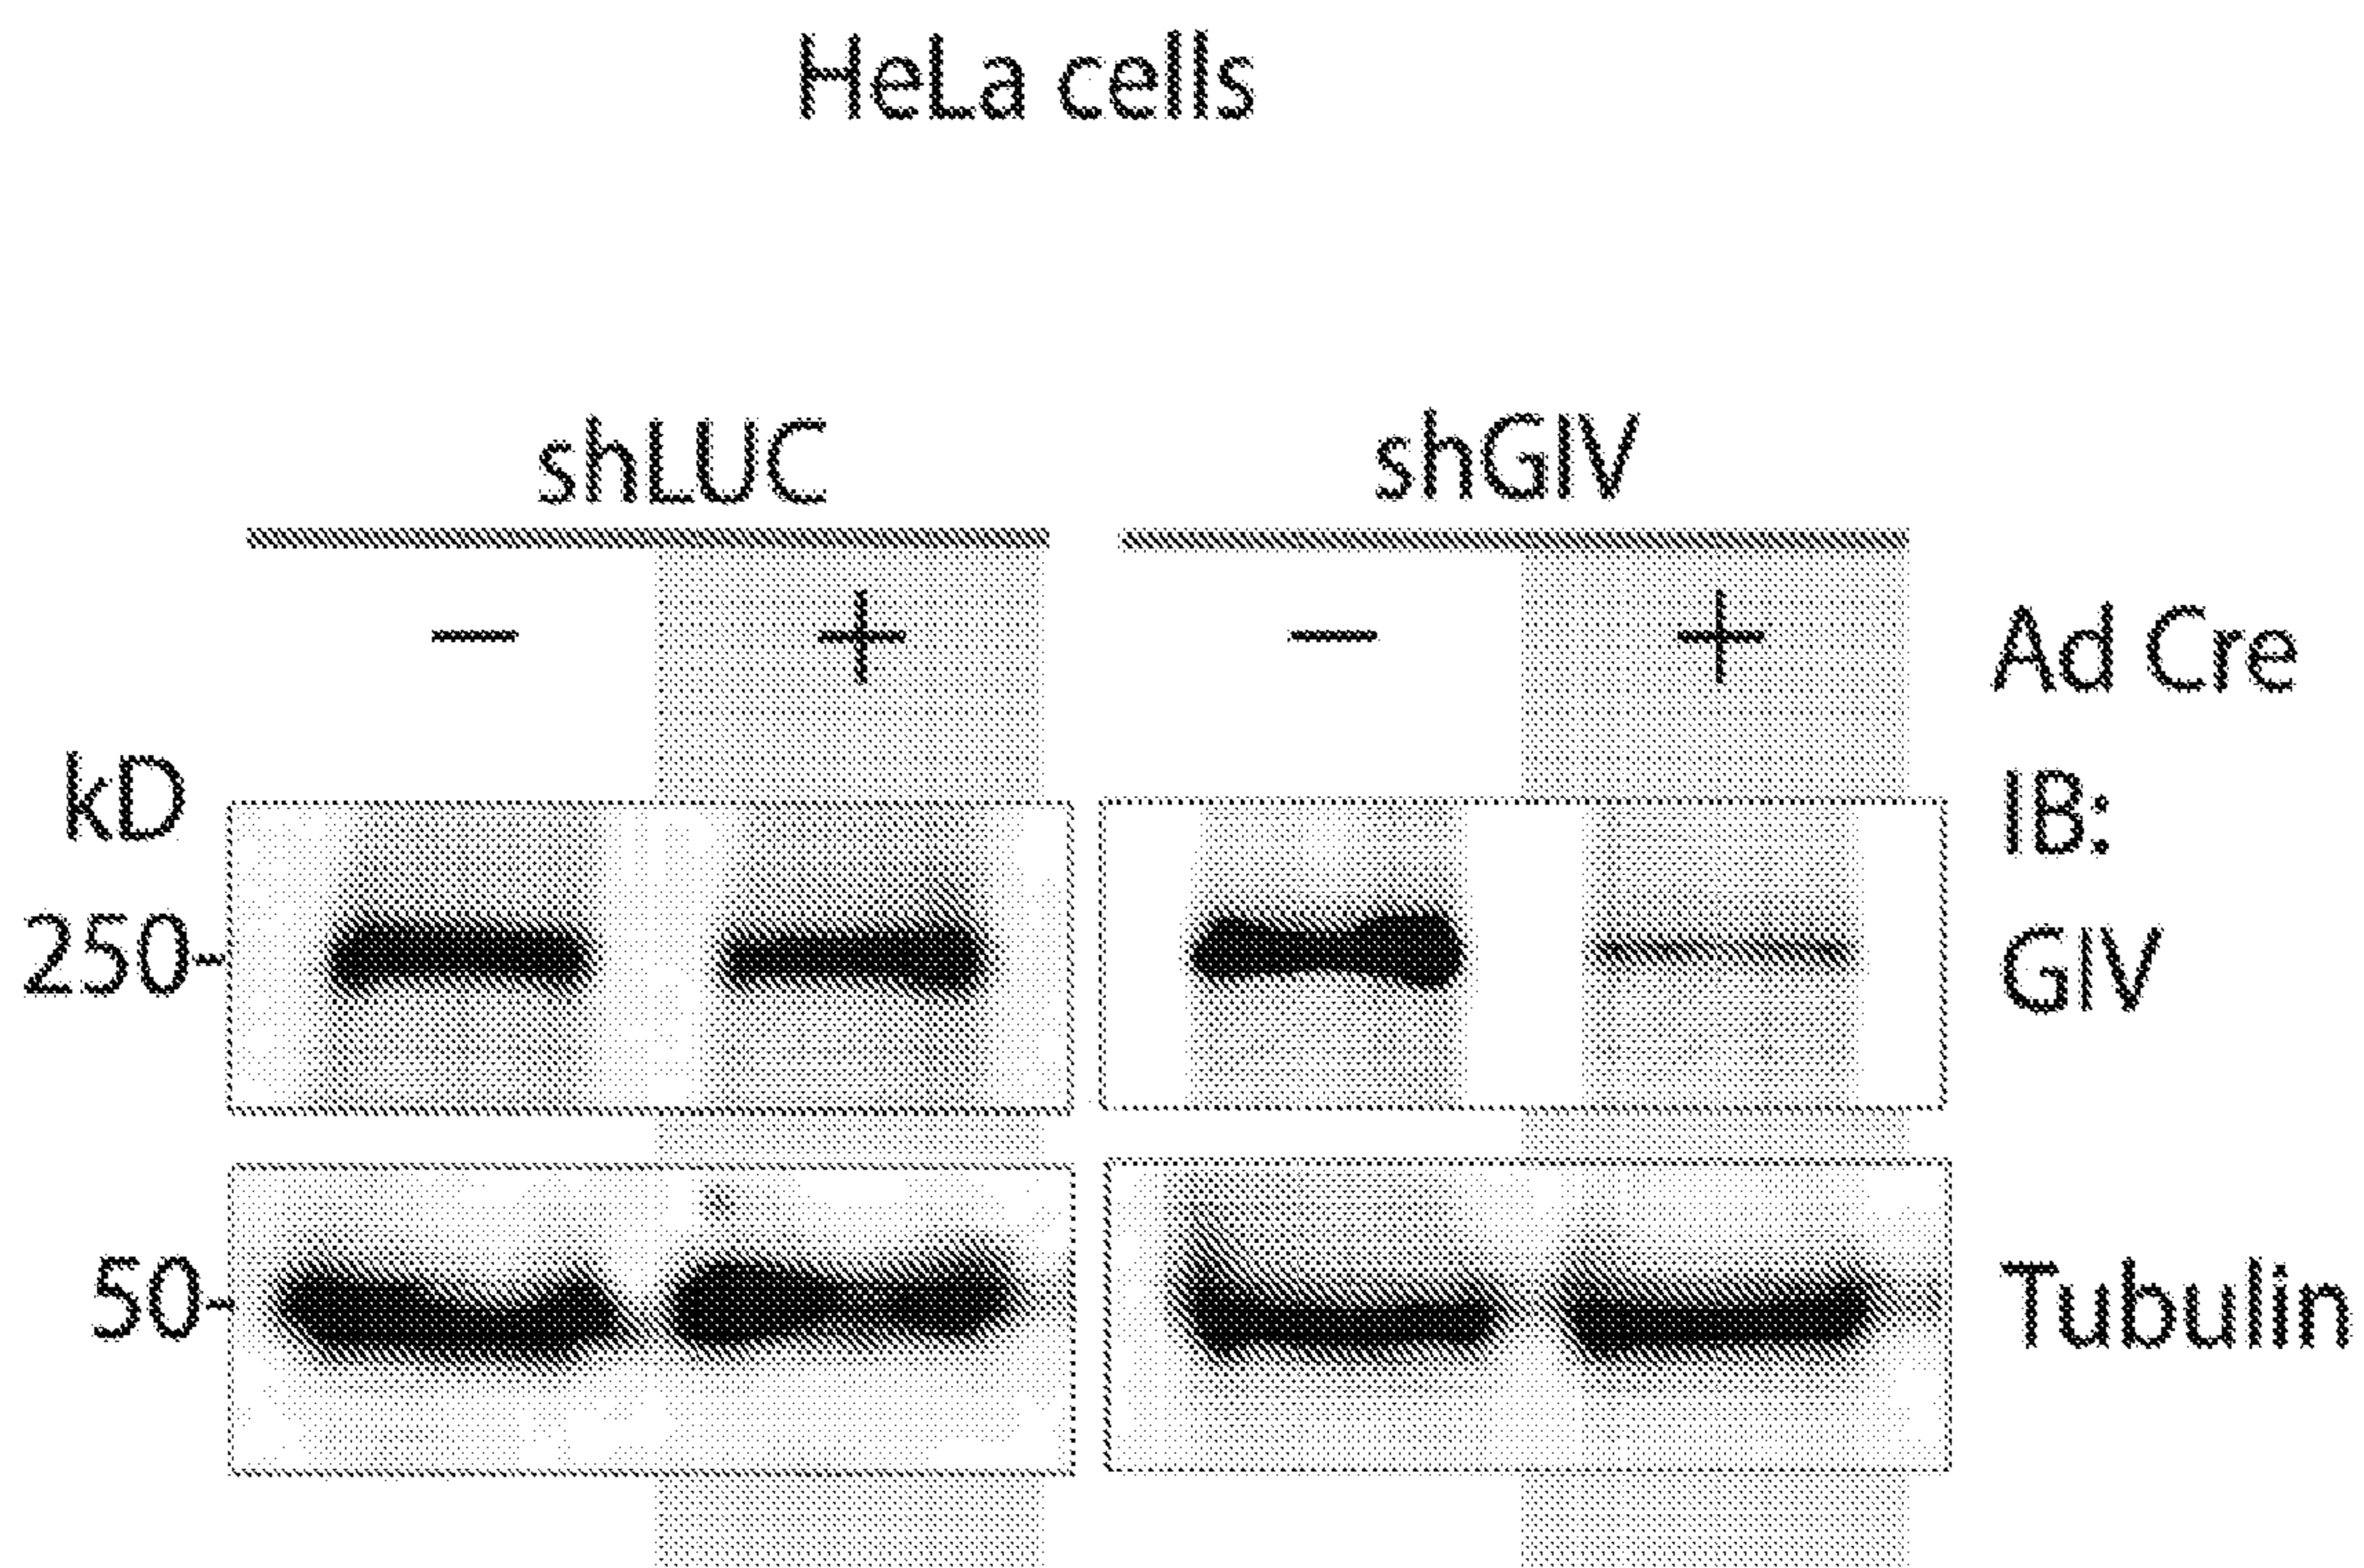 HeLa cells
shLUC shGIV
– + – + Ad Cre
kD IB:
250- GIV
50- Tubulin